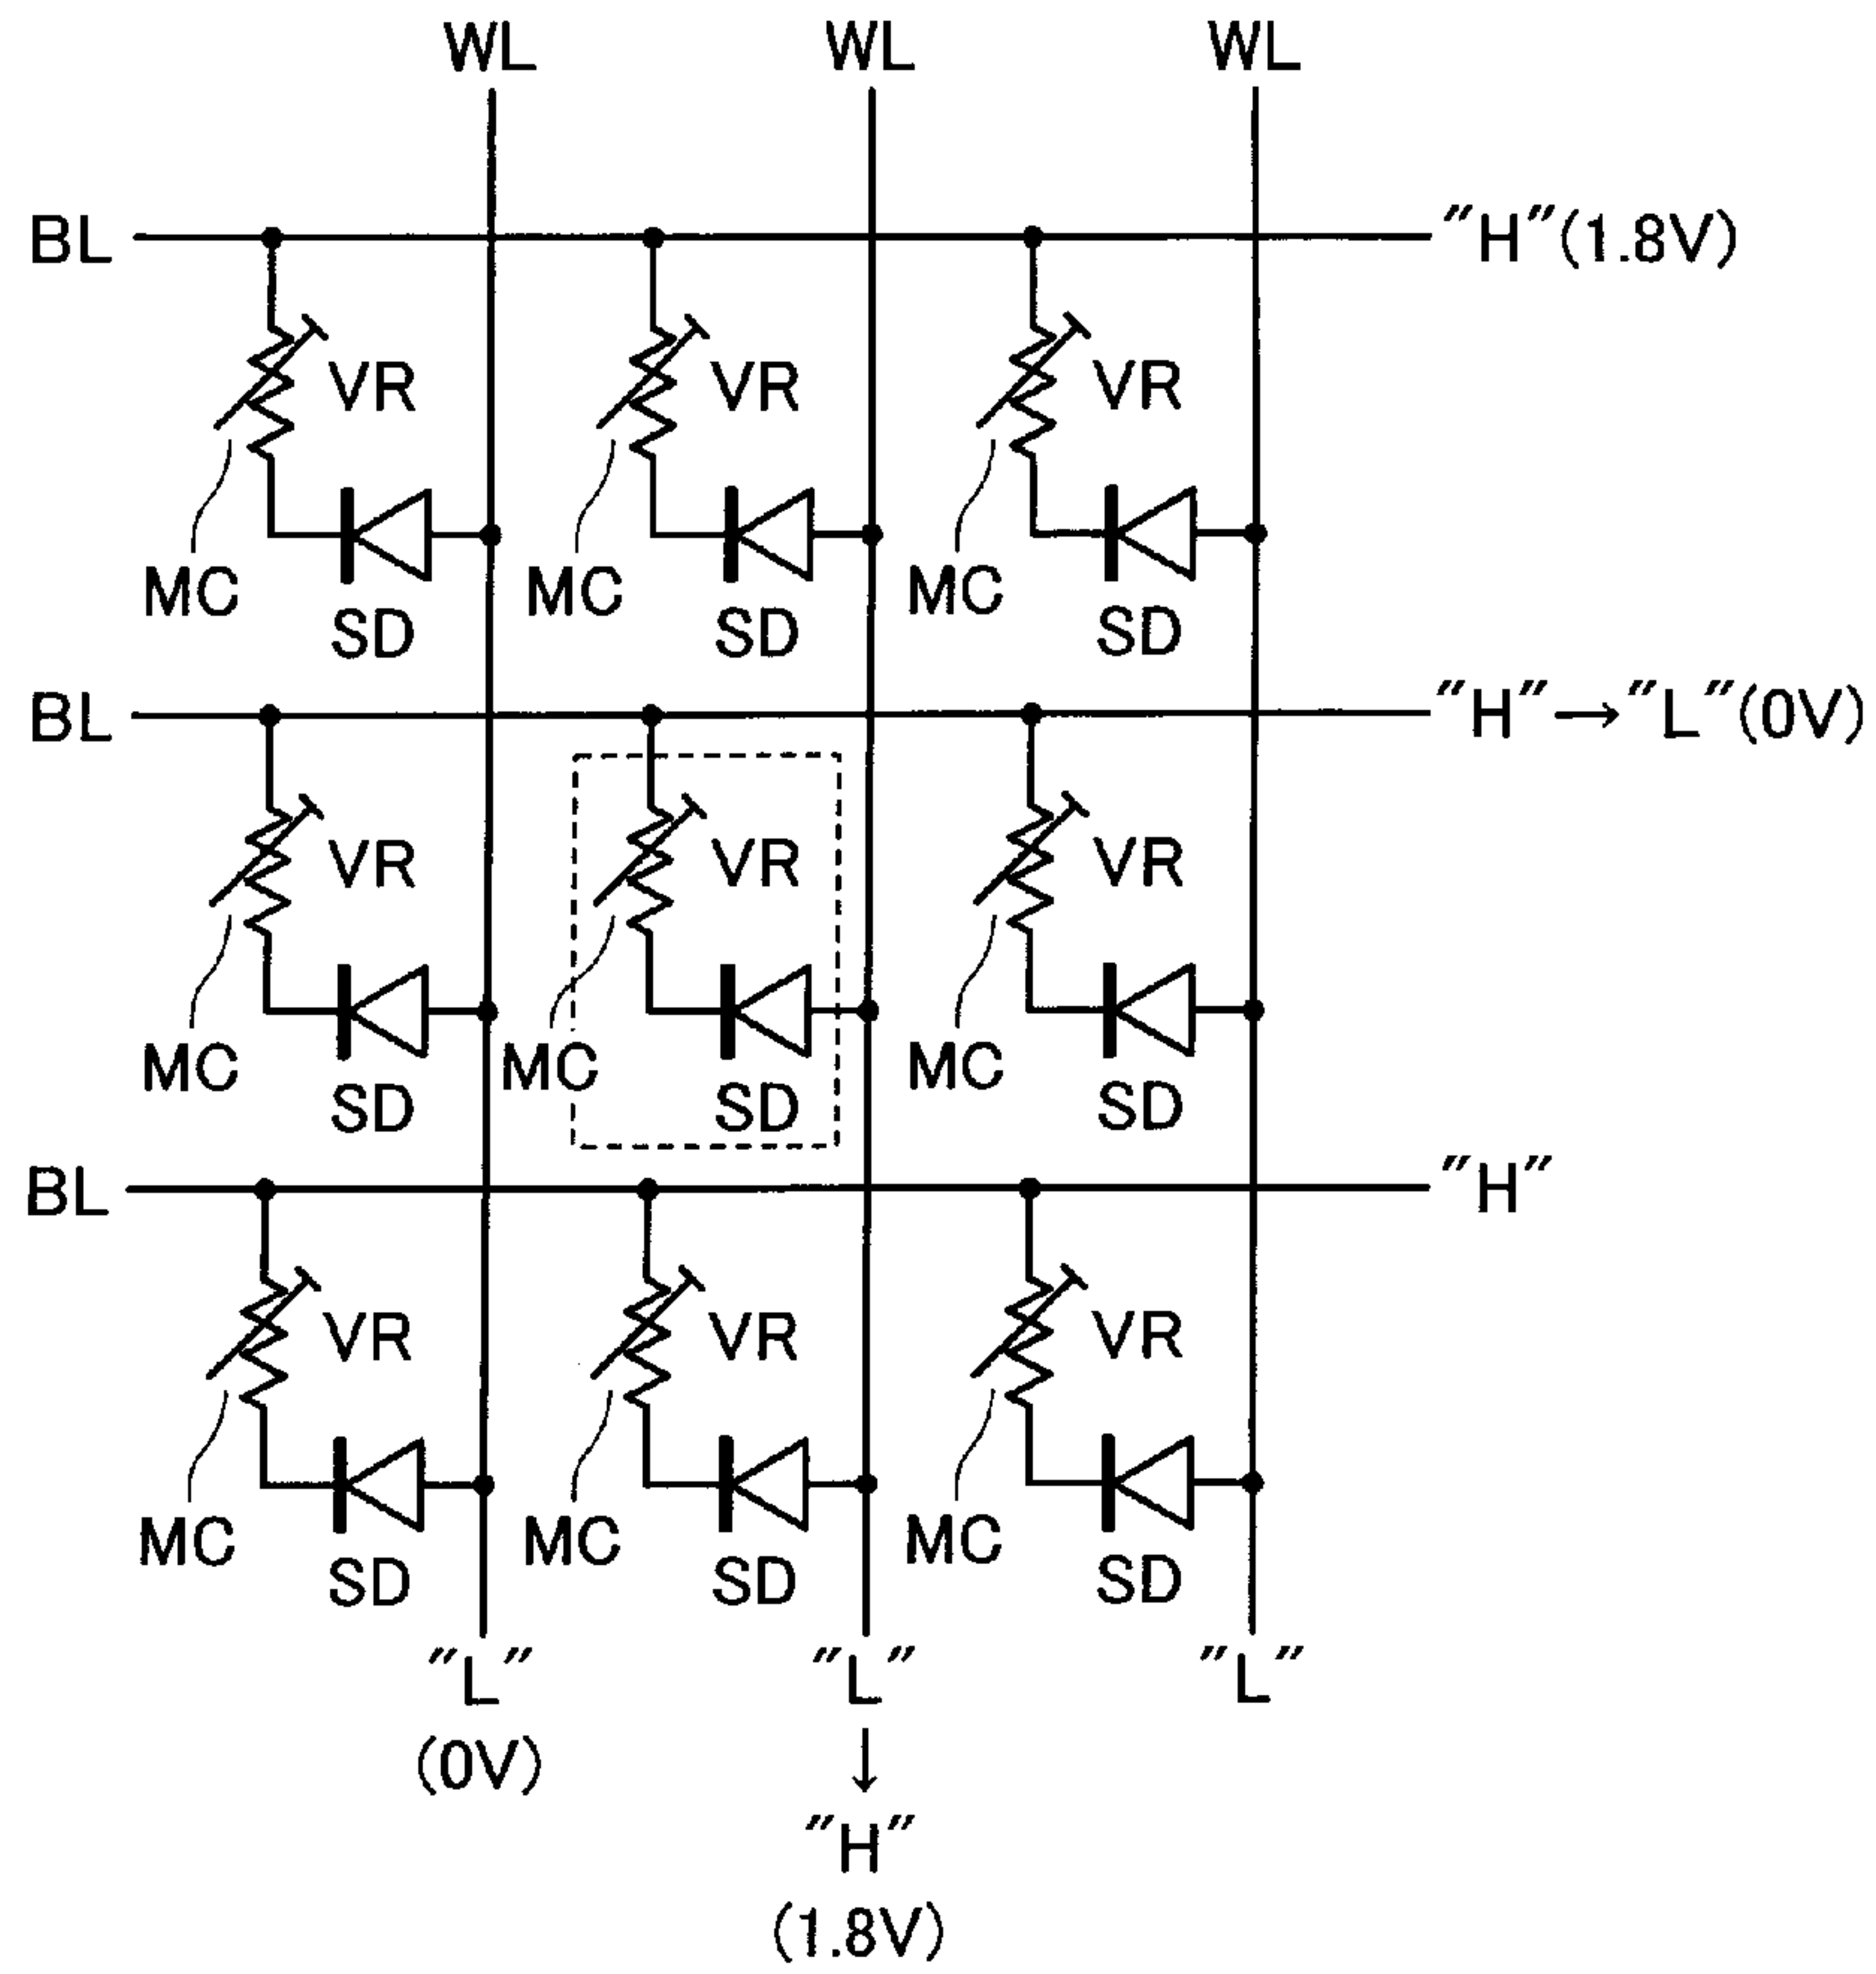 WL WL WL
BL "H"(1.8V)
VR VR VR
MC MC MC
SD SD SD
BL "H"→"L"(0V)
VR VR VR
MC MC MC
SD SD SD
BL "H"
VR VR VR
MC MC MC
SD SD SD
"L" "L" "L"
(0V) ↓
"H"
(1.8V)